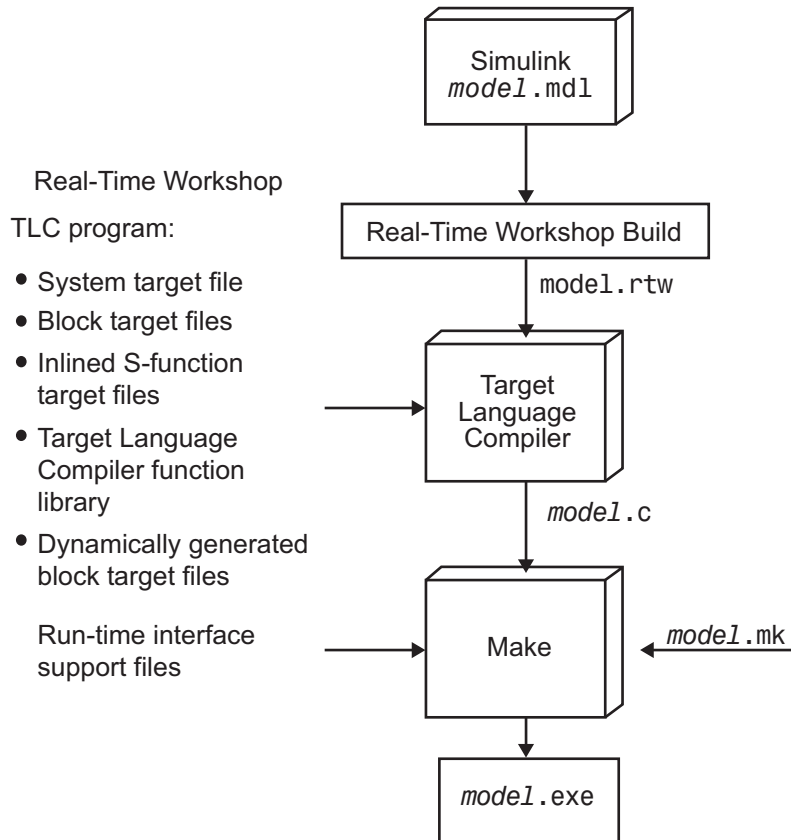 Simulink
model.mdl
Real-Time Workshop
TLC program:
Real-Time Workshop Build
• System target file
model.rtw
• Block target files
• Inlined S-function
target files
Target
Language
Compiler
• Target Language
Compiler function
library
model.c
• Dynamically generated
block target files
Run-time interface
support files
Make
model.mk
model.exe